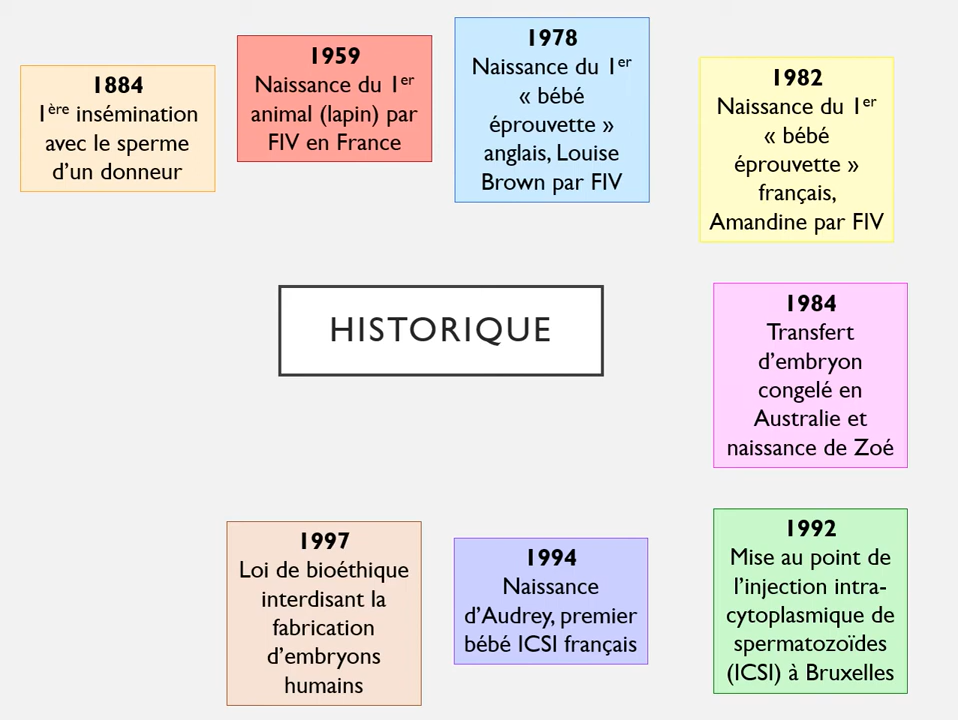 1884
1ère insémination
avec le sperme
d'un donneur
1959
Naissance du 1er
animal (lapin) par
FIV en France
1978
Naissance du 1er
« bébé
éprouvette »
anglais, Louise
Brown par FIV
1982
Naissance du 1er
« bébé
éprouvette »
français,
Amandine par FIV
HISTORIQUE
1984
Transfert
d'embryon
congelé en
Australie et
naissance de Zoé
1992
Mise au point de
l'injection intra-
cytoplasmique de
spermatozoïdes
(ICSI) à Bruxelles
1994
Naissance
d'Audrey, premier
bébé ICSI français
1997
Loi de bioéthique
interdisant la
fabrication
d'embryons
humains